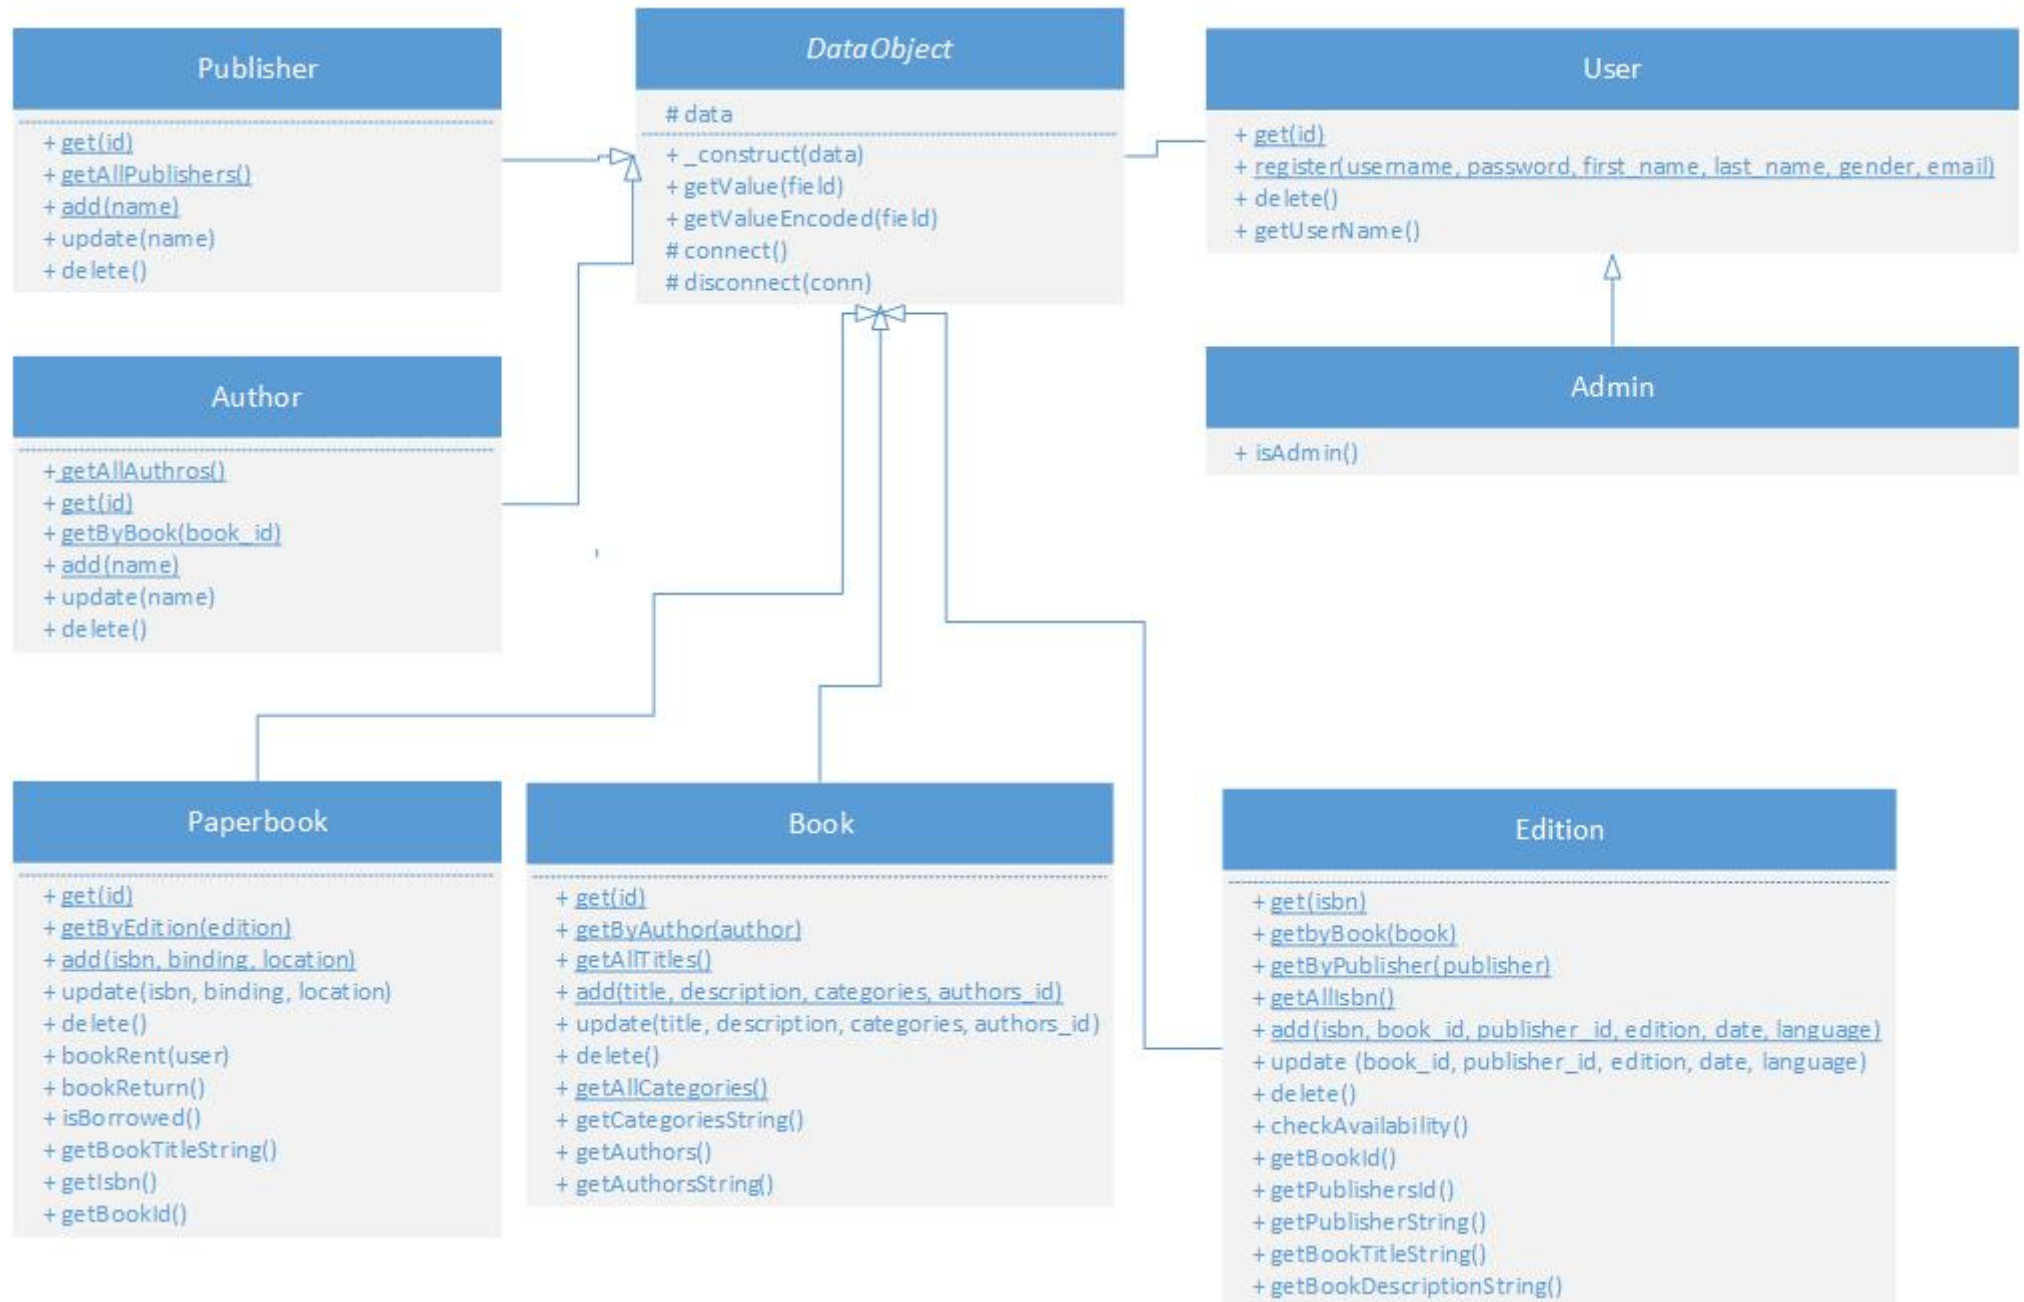 Publisher
+ get(id)
+ getAllPublishers()
+ add(name)
+ update(name)
+ delete()
DataObject
# data
+ _construct(data)
+ getValue(field)
+ getValueEncoded(field)
# connect()
# disconnect(conn)
User
+ get(id)
+ register(username, password, first_name, last_name, gender, email)
+ delete()
+ getUserName()
Author
+ getAllAuthros()
+ get(id)
+ getByBook(book_id)
+ add(name)
+ update(name)
+ delete()
Admin
+ isAdmin()
Paperbook
+ get(id)
+ getByEdition(edition)
+ add(isbn, binding, location)
+ update(isbn, binding, location)
+ delete()
+ bookRent(user)
+ bookReturn()
+ isBorrowed()
+ getBookTitleString()
+ getIsbn()
+ getBookId()
Book
+ get(id)
+ getByAuthor(author)
+ getAllTitles()
+ add(title, description, categories, authors_id)
+ update(title, description, categories, authors_id)
+ delete()
+ getAllCategories()
+ getCategoriesString()
+ getAuthors()
+ getAuthorsString()
Edition
+ get(isbn)
+ getbyBook(book)
+ getByPublisher(publisher)
+ getAllIsbn()
+ add(isbn, book_id, publisher_id, edition, date, language)
+ update (book_id, publisher_id, edition, date, language)
+ delete()
+ checkAvailability()
+ getBookId()
+ getPublishersId()
+ getPublisherString()
+ getBookTitleString()
+ getBookDescriptionString()